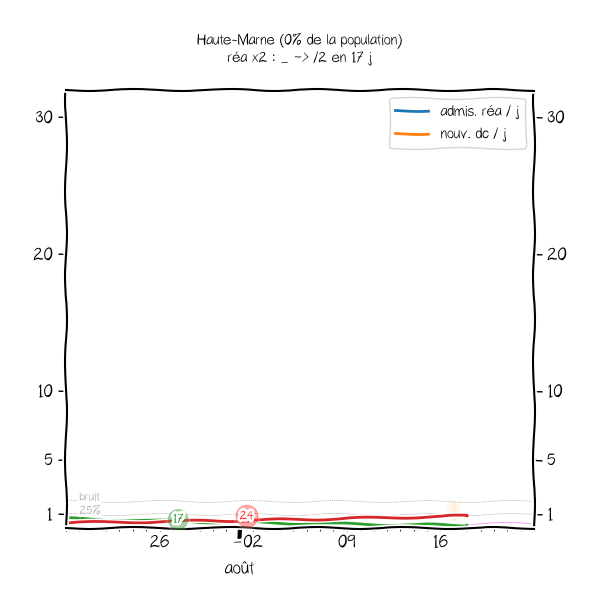 Haute-Marne (0% de la population)
réa x2 : _ -> /2 en 17 j
admis. réa / j
nouv. dc / j
30 30
20 20
10 10
5 5
bruit
25%
1 1
17 24
26 02 09 16
août